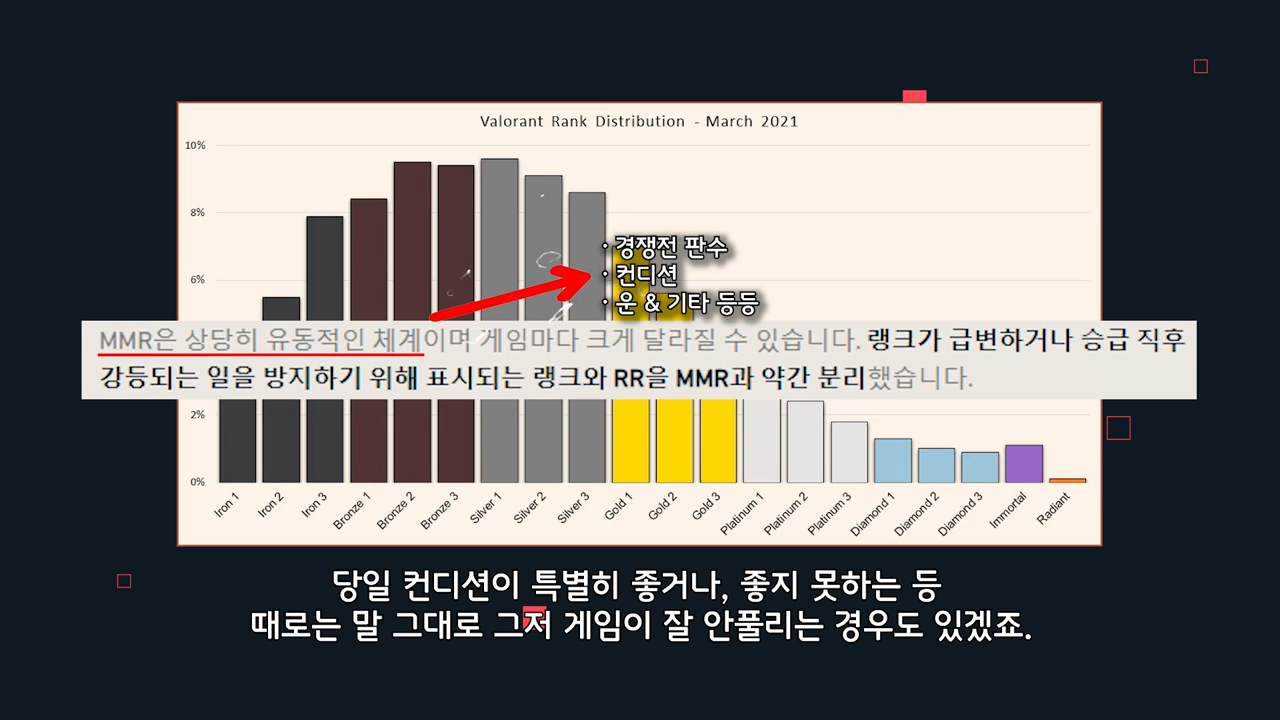 Valorant Rank Distribution - March 2021
10%
8%
6%
2%
0%
· 경쟁전 판수
· 컨디션
· 운 & 기타 등등
MMR은 상당히 유동적인 체계이며 게임마다 크게 달라질 수 있습니다. 랭크가 급변하거나 승급 직후
강등되는 일을 방지하기 위해 표시되는 랭크와 RR을 MMR과 약간 분리했습니다.
Iron 1
Iron 2
Iron 3
Bronze 1
Bronze 2
Bronze 3
Silver 1
Silver 2
Silver 3
Gold 1
Gold 2
Gold 3
Platinum 1
Platinum 2
Platinum 3
Diamond 1
Diamond 2
Diamond 3
Immortal
Radiant
당일 컨디션이 특별히 좋거나, 좋지 못하는 등
때로는 말 그대로 그저 게임이 잘 안풀리는 경우도 있겠죠.